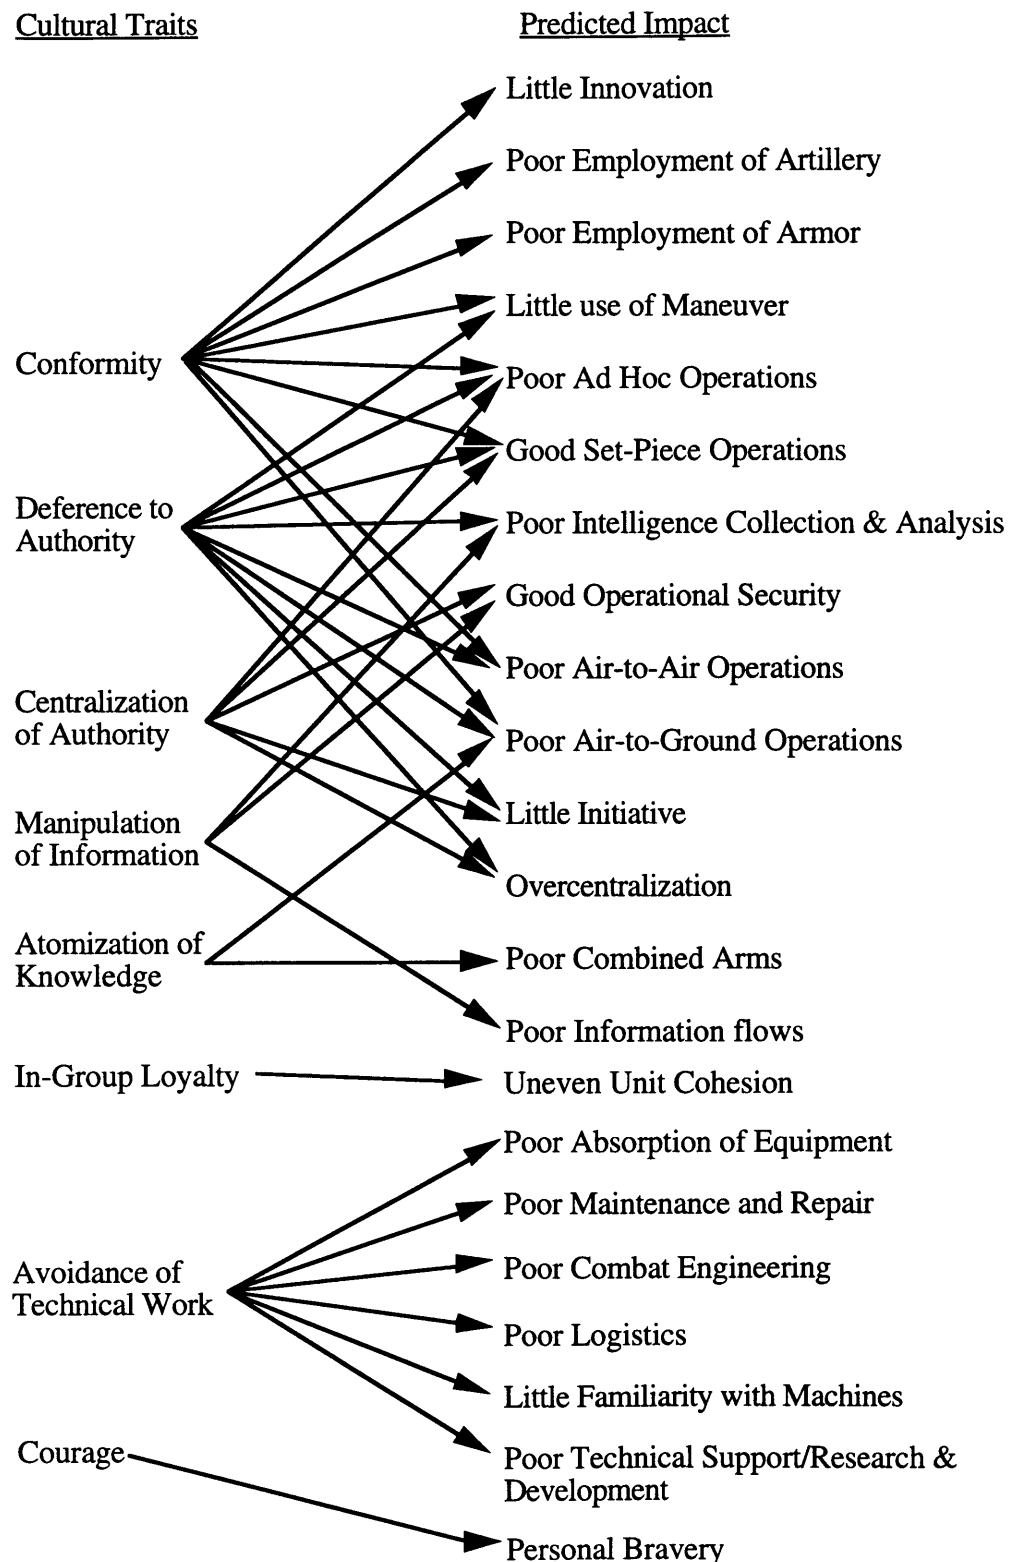 Cultural Traits
Predicted Impact
Little Innovation
Poor Employment of Artillery
Poor Employment of Armor
Little use of Maneuver
Conformity
Poor Ad Hoc Operations
Good Set-Piece Operations
Deference to
Authority
Poor Intelligence Collection & Analysis
Good Operational Security
Poor Air-to-Air Operations
Centralization
of Authority
Poor Air-to-Ground Operations
Little Initiative
Manipulation
of Information
Overcentralization
Atomization of
Knowledge
Poor Combined Arms
Poor Information flows
In-Group Loyalty
Uneven Unit Cohesion
Poor Absorption of Equipment
Poor Maintenance and Repair
Avoidance of
Technical Work
Poor Combat Engineering
Poor Logistics
Little Familiarity with Machines
Courage
Poor Technical Support/Research &
Development
Personal Bravery